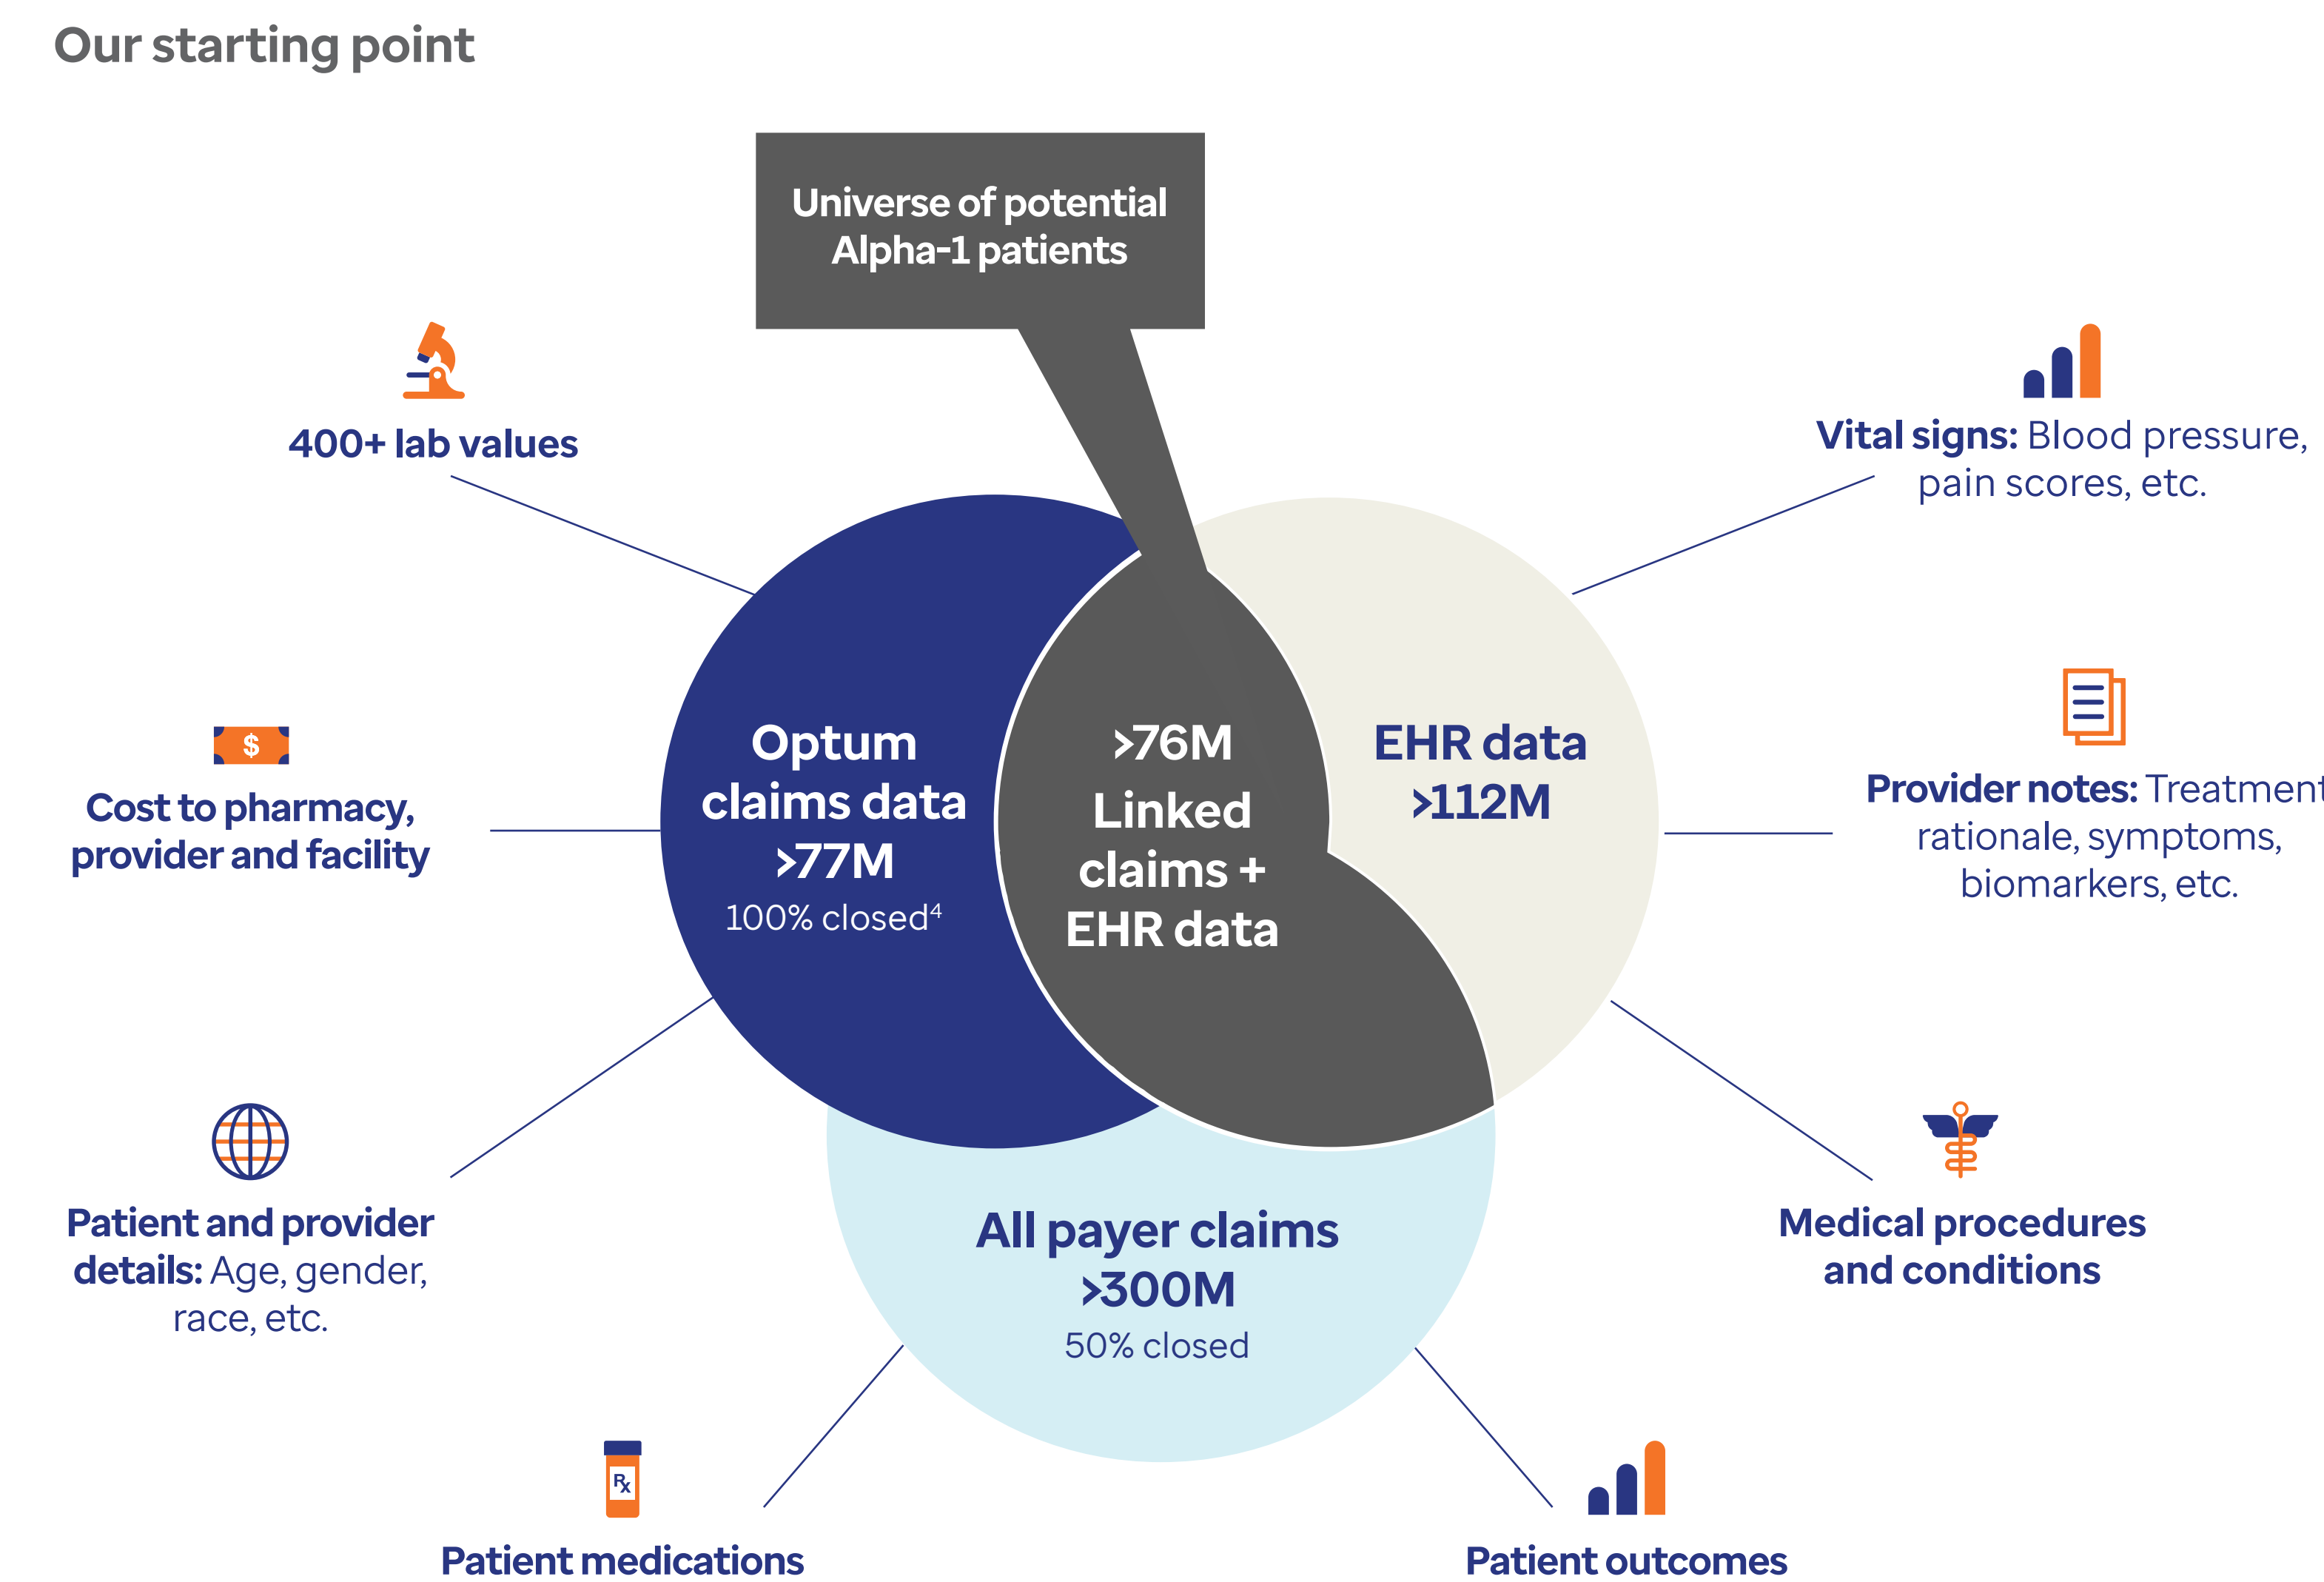 Our starting point
Universe of potential
Alpha-1 patients
400+ lab values
Vital signs: Blood pressure,
pain scores, etc.
Cost to pharmacy,
provider and facility
$
Optum
claims data
>77M
100% closed⁴
>76M
Linked
claims +
EHR data
EHR data
>112M
Provider notes: Treatment
rationale, symptoms,
biomarkers, etc.
Patient and provider
details: Age, gender,
race, etc.
All payer claims
>300M
50% closed
Medical procedures
and conditions
Rx
Patient medications
Patient outcomes